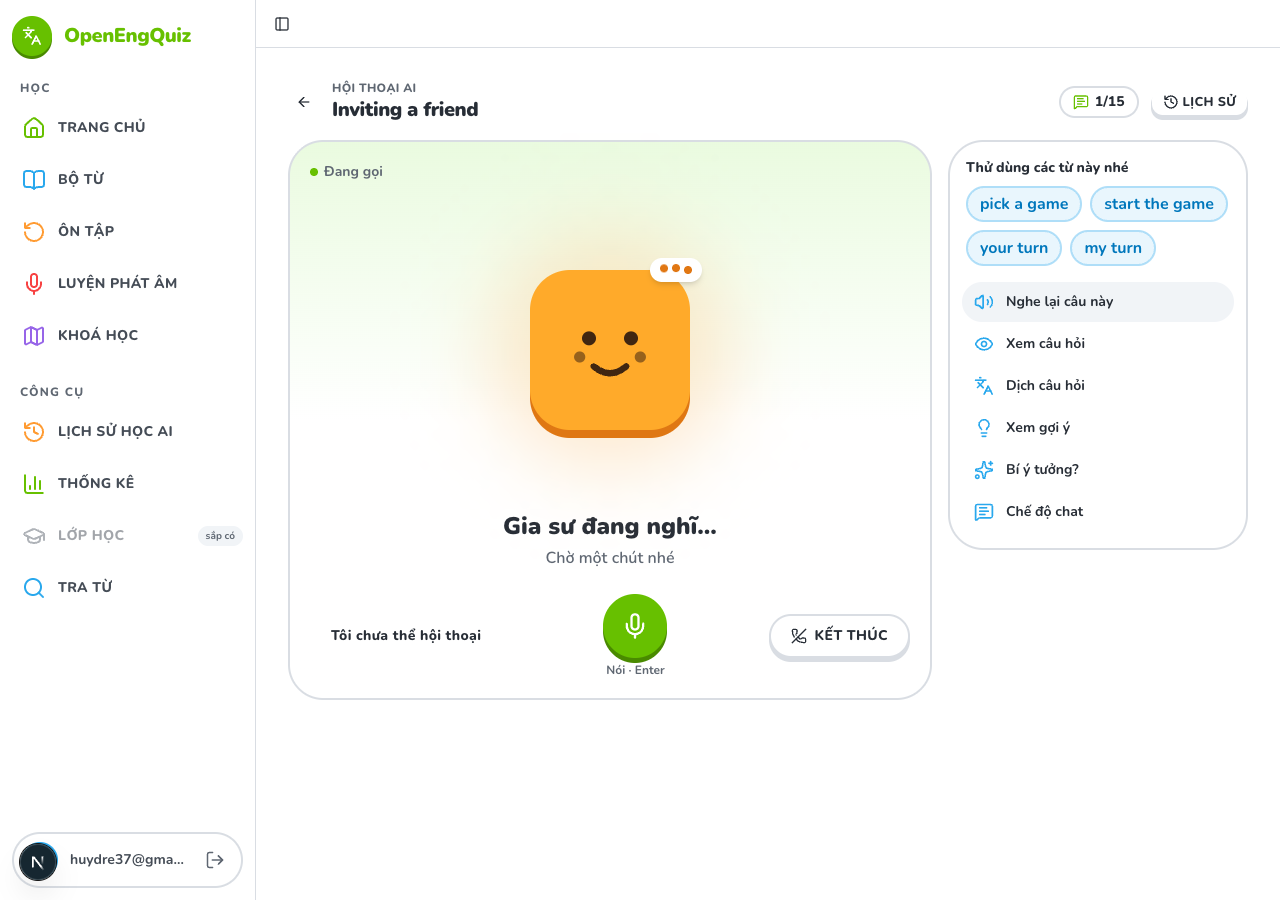 OpenEngQuiz
HỌC
TRANG CHỦ
BỘ TỪ
ÔN TẬP
LUYỆN PHÁT ÂM
KHOÁ HỌC
CÔNG CỤ
LỊCH SỬ HỌC AI
THỐNG KÊ
LỚP HỌC
sắp có
TRA TỪ
huydre37@gma...
HỘI THOẠI AI
Inviting a friend
1/15
LỊCH SỬ
Đang gọi
Gia sư đang nghĩ...
Chờ một chút nhé
Tôi chưa thể hội thoại
Nói · Enter
KẾT THÚC
Thử dùng các từ này nhé
pick a game
start the game
your turn
my turn
Nghe lại câu này
Xem câu hỏi
Dịch câu hỏi
Xem gợi ý
Bí ý tưởng?
Chế độ chat